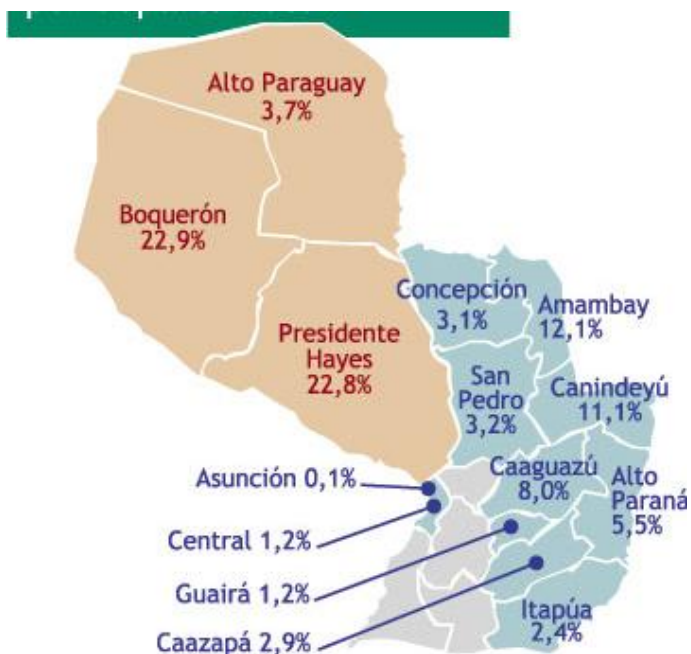 Alto Paraguay
3,7%
Boquerón
22,9%
Presidente
Hayes
22,8%
Concepción
3,1%
Amambay
12,1%
San
Pedro
3,2%
Canindeyú
11,1%
Asunción 0,1%
Caaguazú
8,0%
Alto
Paraná
5,5%
Central 1,2%
Guairá 1,2%
Itapúa
2,4%
Caazapá 2,9%